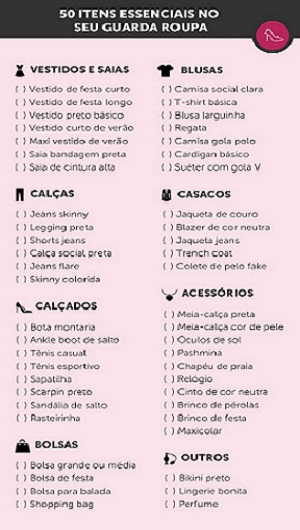 50 ITENS ESSENCIAIS NO
SEU GUARDA ROUPA
VESTIDOS E SAIAS
( ) Vestido de festa curto
( ) Vestido de festa longo
( ) Vestido preto básico
( ) Vestido curto de verão
( ) Maxi vestido de verão
( ) Saia bandagem preta
( ) Saia de cintura alta
CALÇAS
( ) Jeans skinny
( ) Legging preta
( ) Shorts jeans
( ) Calça social preta
( ) Jeans flare
( ) Skinny colorida
CALÇADOS
( ) Bota montaria
( ) Ankle boot de salto
( ) Tênis casual
( ) Tênis esportivo
( ) Sapatilha
( ) Scarpin preto
( ) Sandália de salto
( ) Rasteirinha
BOLSAS
( ) Bolsa grande ou média
( ) Bolsa de festa
( ) Bolsa para balada
( ) Shopping bag
BLUSAS
( ) Camisa social clara
( ) T-shirt básica
( ) Blusa larguinha
( ) Regata
( ) Camisa gola polo
( ) Cardigan básico
( ) Suéter com gola V
CASACOS
( ) Jaqueta de couro
( ) Blazer de cor neutra
( ) Jaqueta jeans
( ) Trench coat
( ) Colete de pelo fake
ACESSÓRIOS
( ) Meia-calça preta
( ) Meia-calça cor de pele
( ) Óculos de sol
( ) Pashmina
( ) Chapéu de praia
( ) Relógio
( ) Cinto de cor neutra
( ) Brinco de pérolas
( ) Brinco de festa
( ) Maxicolar
OUTROS
( ) Bikini preto
( ) Lingerie bonita
( ) Perfume